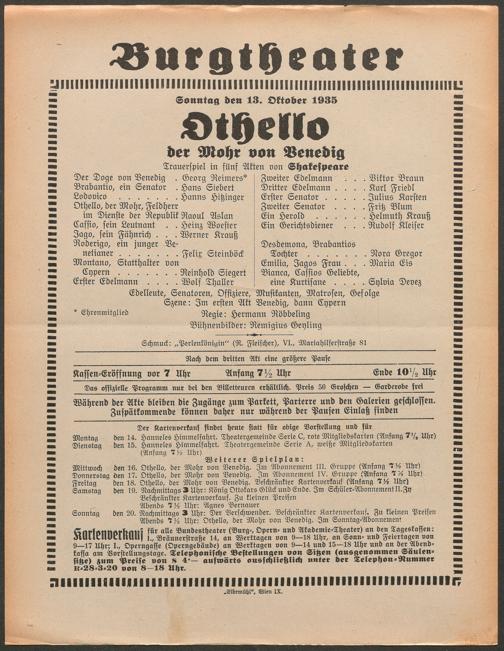 Burgtheater
Sonntag den 13. Oktober 1935
Othello
der Mohr von Venedig
Trauerspiel in fünf Akten von Shakespeare
Der Doge von Venedig . Georg Reimers*
Brabantio, ein Senator . Hans Siebert
Lodovico . . . . . . . Hanns Hitzinger
Othello, der Mohr, Feldherr
im Dienste der Republik Raoul Aslan
Cassio, sein Leutnant . . Heinz Woester
Jago, sein Fähnrich . . . Werner Krauß
Roderigo, ein junger Ve-
netianer . . . . . . . Felix Steinböck
Montano, Statthalter von
Cypern . . . . . . . Reinhold Siegert
Erster Edelmann . . . . Wolf Thaller
Zweiter Edelmann . . . Viktor Braun
Dritter Edelmann . . . . Karl Friedl
Erster Senator . . . . . Julius Karsten
Zweiter Senator . . . . Fritz Blum
Ein Herold . . . . . . Helmuth Krauß
Ein Gerichtsdiener . . . Rudolf Kleiser
Desdemona, Brabantios
Tochter . . . . . . . Nora Gregor
Emilia, Jagos Frau . . . Maria Eis
Bianca, Cassios Geliebte,
eine Kurtisane . . . . Sylvia Devez
Edelleute, Senatoren, Offiziere, Musikanten, Matrosen, Gefolge
Szene: Im ersten Akt Venedig, dann Cypern
* Ehrenmitglied
Regie: Hermann Röbbeling
Bühnenbilder: Remigius Geyling
Schmuck: „Perlenkönigin“ (R. Fleischer), VI., Mariahilferstraße 81
Nach dem dritten Akt eine größere Pause
Kassen-Eröffnung vor 7 Uhr Anfang 7½ Uhr Ende 10½ Uhr
Das offizielle Programm nur bei den Billetteuren erhältlich. Preis 50 Groschen — Garderobe frei
Während der Akte bleiben die Zugänge zum Parkett, Parterre und den Galerien geschlossen.
Zuspätkommende können daher nur während der Pausen Einlaß finden
Der Kartenverkauf findet heute statt für obige Vorstellung und für
Montag den 14. Hanneles Himmelfahrt. Theatergemeinde Serie C, rote Mitgliedskarten (Anfang 7½ Uhr)
Dienstag den 15. Hanneles Himmelfahrt. Theatergemeinde Serie A, weiße Mitgliedskarten
(Anfang 7½ Uhr)
Weiterer Spielplan:
Mittwoch den 16. Othello, der Mohr von Venedig. Im Abonnement III. Gruppe (Anfang 7½ Uhr)
Donnerstag den 17. Othello, der Mohr von Venedig. Im Abonnement IV. Gruppe (Anfang 7½ Uhr)
Freitag den 18. Othello, der Mohr von Venedig. Beschränkter Kartenverkauf (Anfang 7½ Uhr)
Samstag den 19. Nachmittags 3 Uhr: König Ottokars Glück und Ende. Im Schüler-Abonnement II. Zu
Beschränkter Kartenverkauf. Zu kleinen Preisen
Abends 7½ Uhr: Agnes Bernauer
Sonntag den 20. Nachmittags 3 Uhr: Der Verschwender. Beschränkter Kartenverkauf. Zu kleinen Preisen
Abends 7½ Uhr: Othello, der Mohr von Venedig. Im Sonntag-Abonnement
Kartenverkauf für alle Bundestheater (Burg, Opern- und Akademie-Theater) an den Tageskassen:
I., Bräunerstraße 14, an Werktagen von 9—18 Uhr, an Sonn- und Feiertagen von
9—17 Uhr; I., Operngasse (Operngebäude) an Werktagen von 9—14 und 15—18 Uhr und an der Abend-
kassa am Vorstellungstage. Telephonische Bestellungen von Sitzen (ausgenommen Säulen-
sitze) zum Preise von S 4·— aufwärts ausschließlich unter der Telephon-Nummer
R-28-3-20 von 8—18 Uhr.
„Elbemühl“, Wien IX.